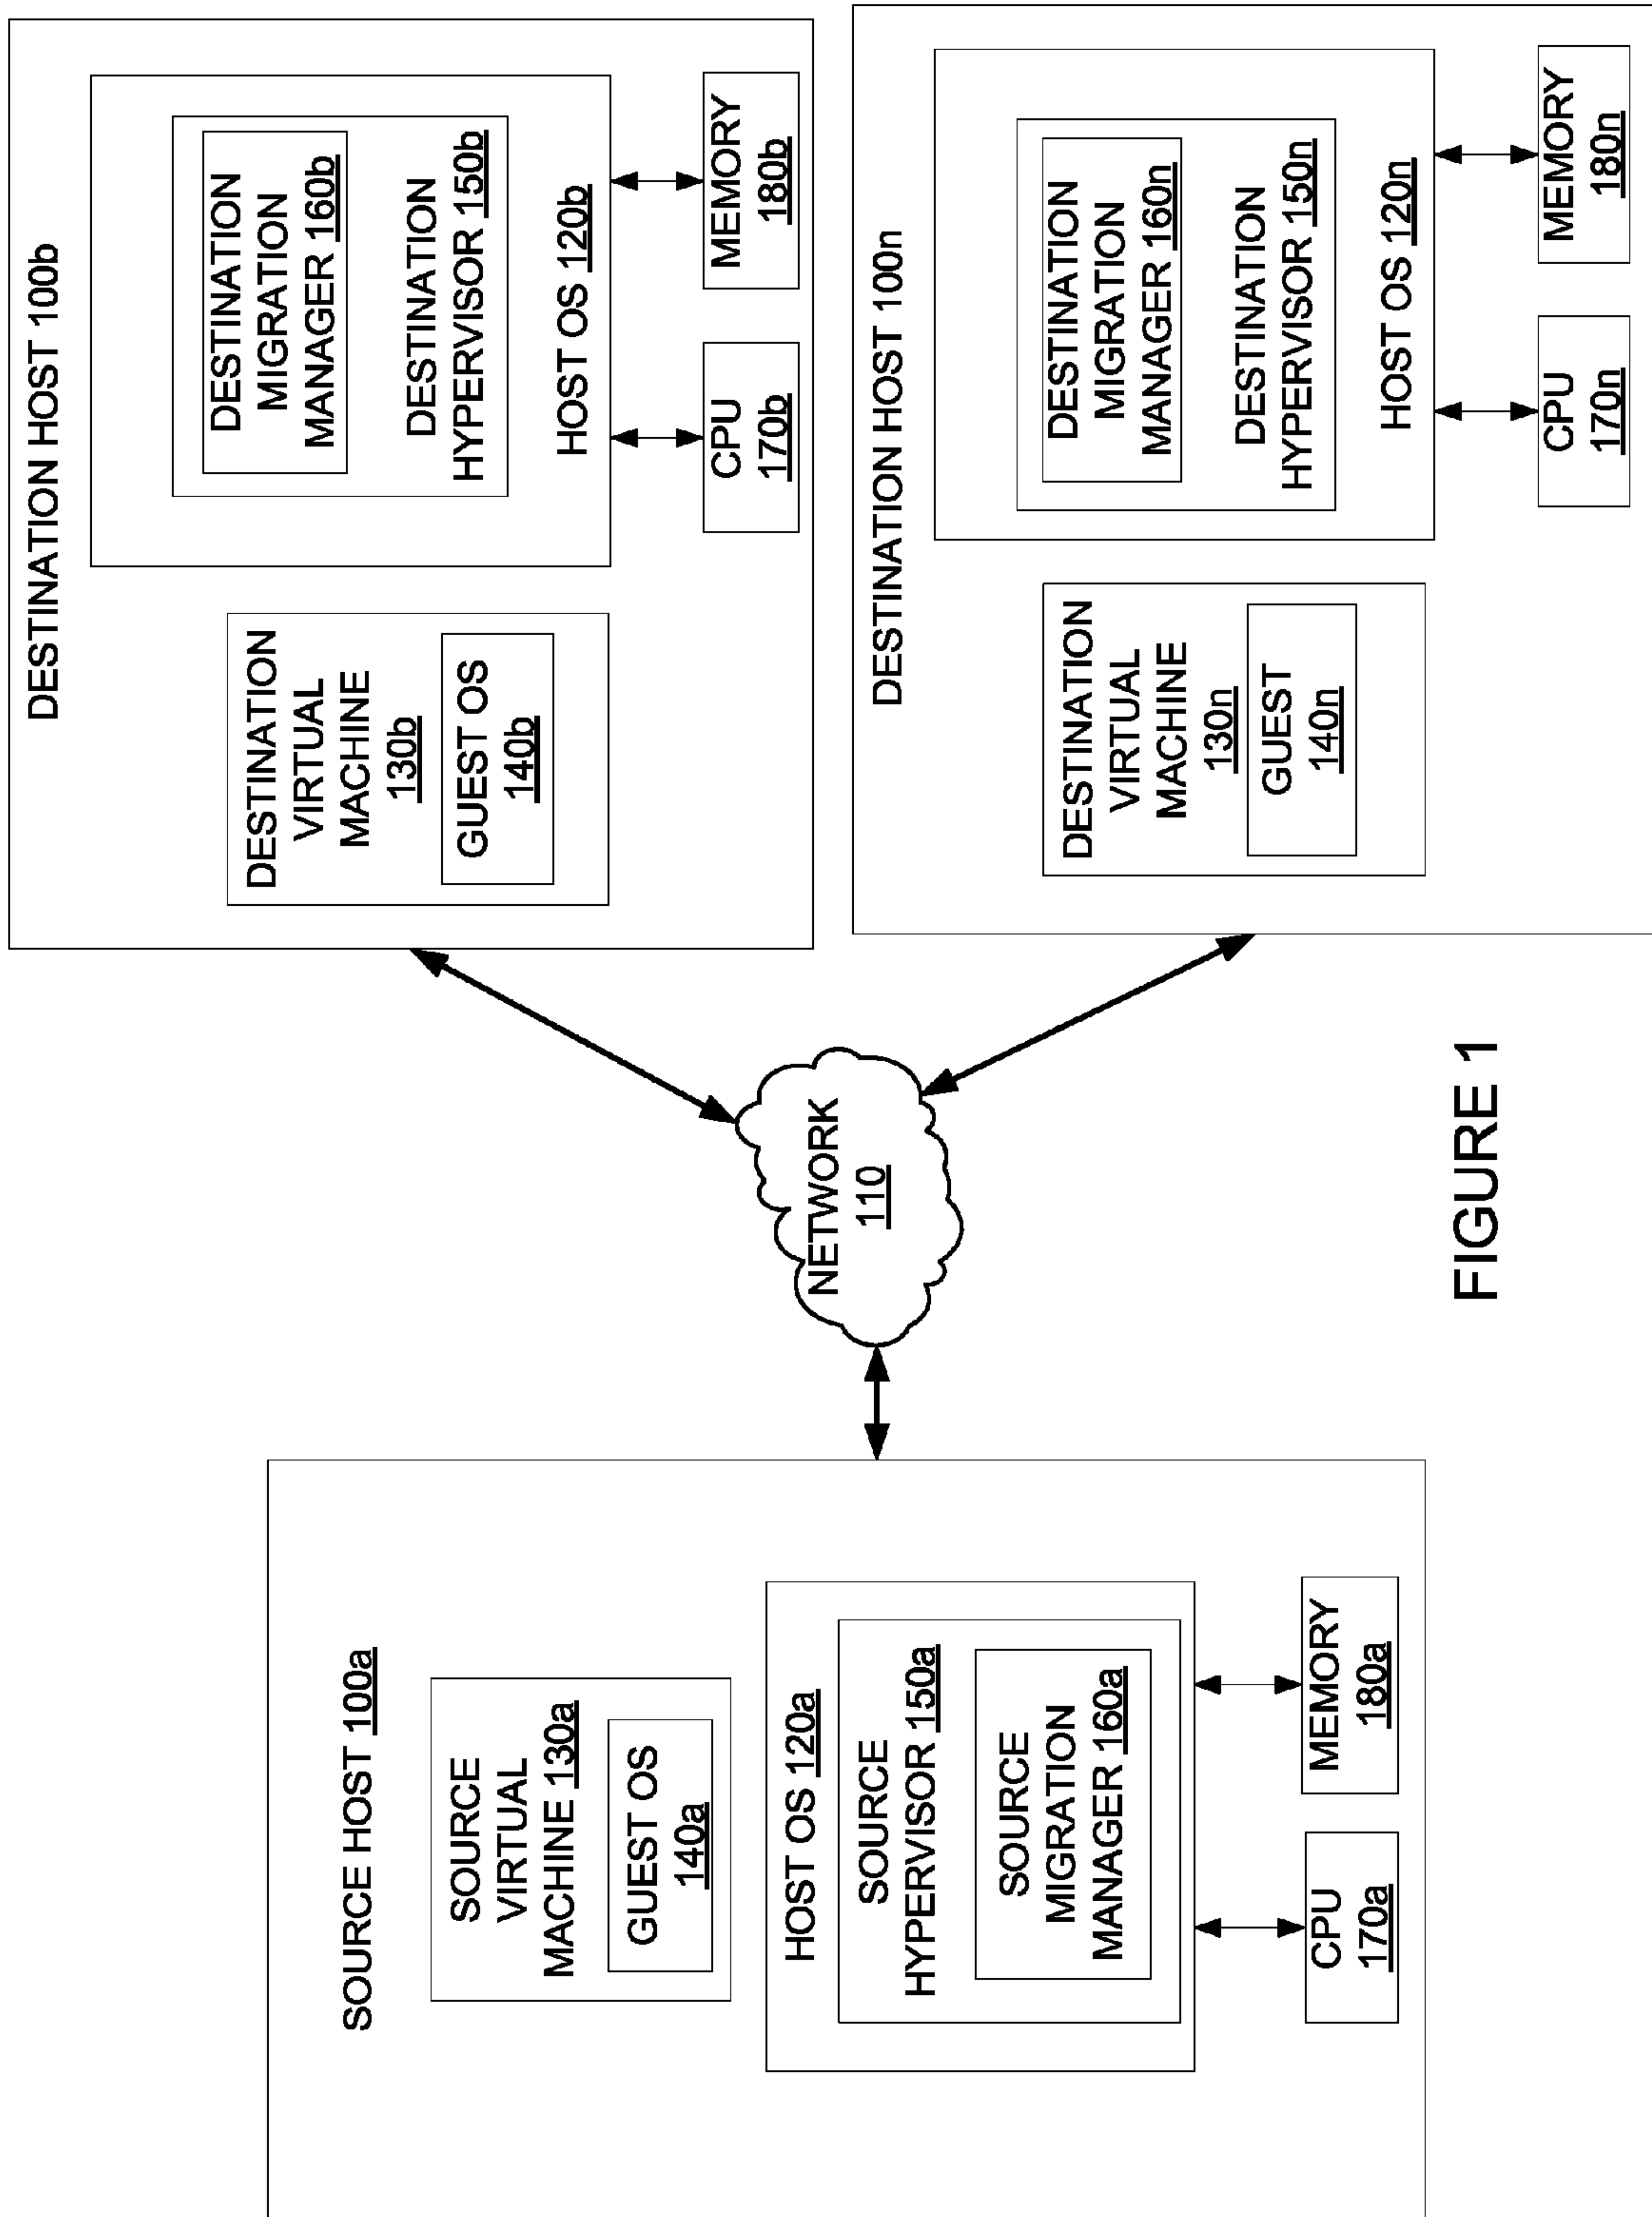 SOURCE HOST 100a
SOURCE
VIRTUAL
MACHINE 130a
GUEST OS
140a
HOST OS 120a
SOURCE
HYPERVISOR 150a
SOURCE
MIGRATION
MANAGER 160a
CPU
170a
MEMORY
180a
NETWORK
110
DESTINATION HOST 100b
DESTINATION
VIRTUAL
MACHINE
130b
GUEST OS
140b
DESTINATION
MIGRATION
MANAGER 160b
DESTINATION
HYPERVISOR 150b
HOST OS 120b
CPU
170b
MEMORY
180b
DESTINATION HOST 100n
DESTINATION
VIRTUAL
MACHINE
130n
GUEST
140n
DESTINATION
MIGRATION
MANAGER 160n
DESTINATION
HYPERVISOR 150n
HOST OS 120n
CPU
170n
MEMORY
180n
FIGURE 1